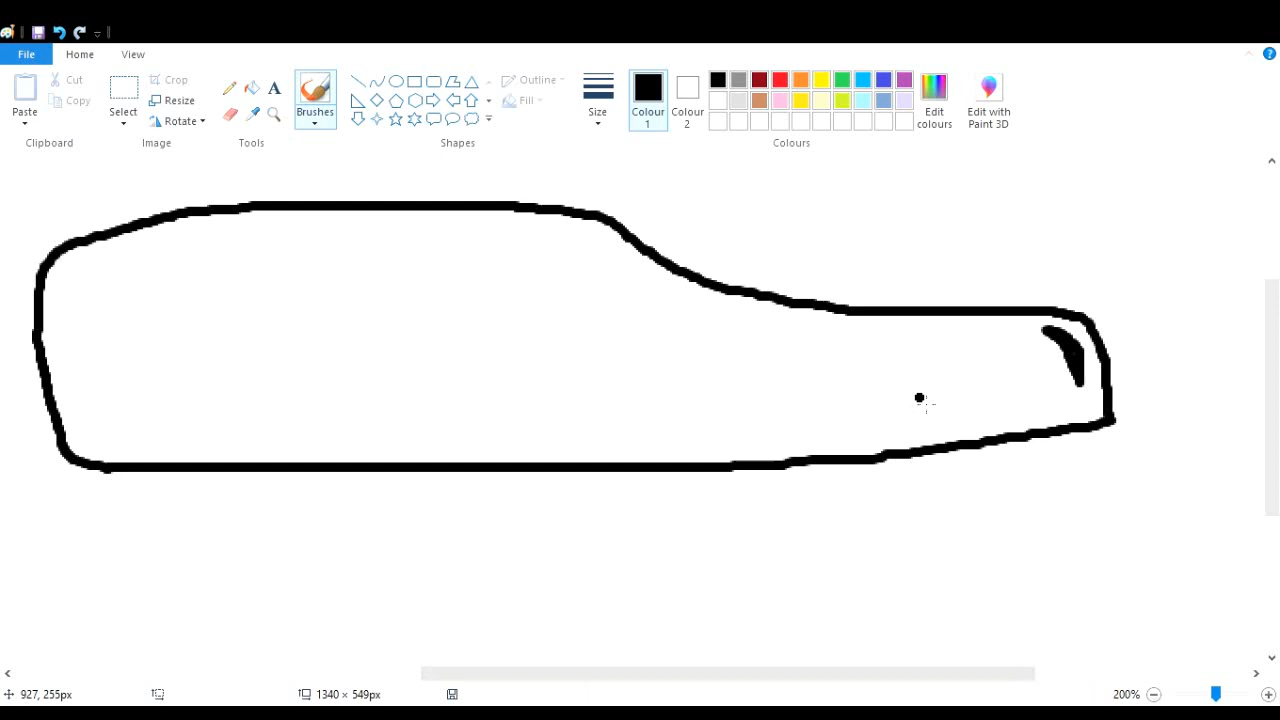 File Home View
Cut Crop Outline
Copy Resize Fill
Paste Select Rotate Brushes Size Colour 1 Colour 2 Edit colours Edit with Paint 3D
Clipboard Image Tools Shapes Colours
927, 255px 1340 × 549px 200%